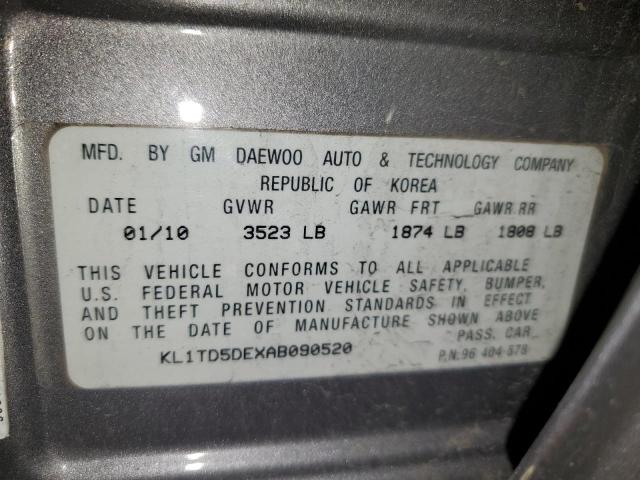 MFD. BY GM DAEWOO AUTO & TECHNOLOGY COMPANY
REPUBLIC OF KOREA
DATE GVWR GAWR FRT GAWR RR
01/10 3523 LB 1874 LB 1808 LB
THIS VEHICLE CONFORMS TO ALL APPLICABLE
U.S. FEDERAL MOTOR VEHICLE SAFETY, BUMPER,
AND THEFT PREVENTION STANDARDS IN EFFECT
ON THE DATE OF MANUFACTURE SHOWN ABOVE
PASS. CAR
KL1TD5DEXAB090520
P.N:96 404 578